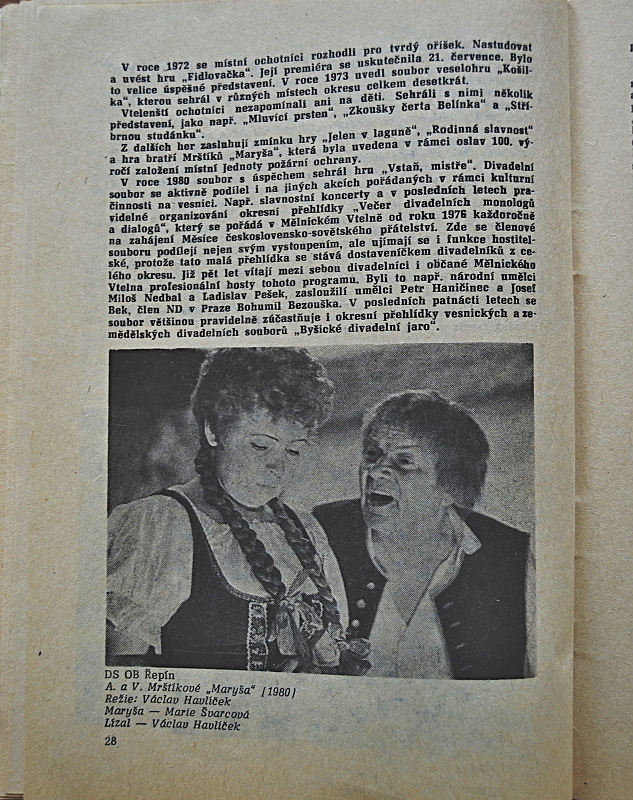 V roce 1972 se místní ochotníci rozhodli pro tvrdý oříšek. Nastudovat
a uvést hru „Fidlovačka“. Její premiéra se uskutečnila 21. července. Bylo
to velice úspěšné představení. V roce 1973 uvedl soubor veselohru „Košil-
ka“, kterou sehrál v různých místech okresu celkem desetkrát.
Vtelenští ochotníci nezapomínali ani na děti. Sehráli s nimi několik
představení, jako např. „Mluvící prsten“, „Zkoušky čerta Belínka“ a „Stří-
brnou studánku“.
Z dalších her zasluhují zmínku hry „Jelen v laguně“, „Rodinná slavnost“
a hra bratří Mrštíků „Maryša“, která byla uvedena v rámci oslav 100. vý-
ročí založení místní Jednoty požární ochrany.
V roce 1980 soubor s úspěchem sehrál hru „Vstaň, mistře“. Divadelní
soubor se aktivně podílel i na jiných akcích pořádaných v rámci kulturní
činnosti na vesnici. Např. slavnostní koncerty a v posledních letech pra-
videlné organizování okresní přehlídky „Večer divadelních monologů
a dialogů“, který se pořádá v Mělnickém Vtelně od roku 1976 každoročně
na zahájení Měsíce československo-sovětského přátelství. Zde se členové
souboru podílejí nejen svým vystoupením, ale ujímají se i funkce hostitel-
ské, protože tato malá přehlídka se stává dostaveníčkem divadelníků z ce-
lého okresu. Již pět let vítají mezi sebou divadelníci i občané Mělnického
Vtelna profesionální hosty tohoto programu. Byli to např. národní umělci
Miloš Nedbal a Ladislav Pešek, zasloužilí umělci Petr Haničinec a Josef
Bek, člen ND v Praze Bohumil Bezouška. V posledních patnácti letech se
soubor většinou pravidelně zúčastňuje i okresní přehlídky vesnických a ze-
mědělských divadelních souborů „Byšické divadelní jaro“.
DS OB Řepín
A. a V. Mrštíkové „Maryša“ (1980)
Režie: Václav Havlíček
Maryša — Marie Švarcová
Lízal — Václav Havlíček
28